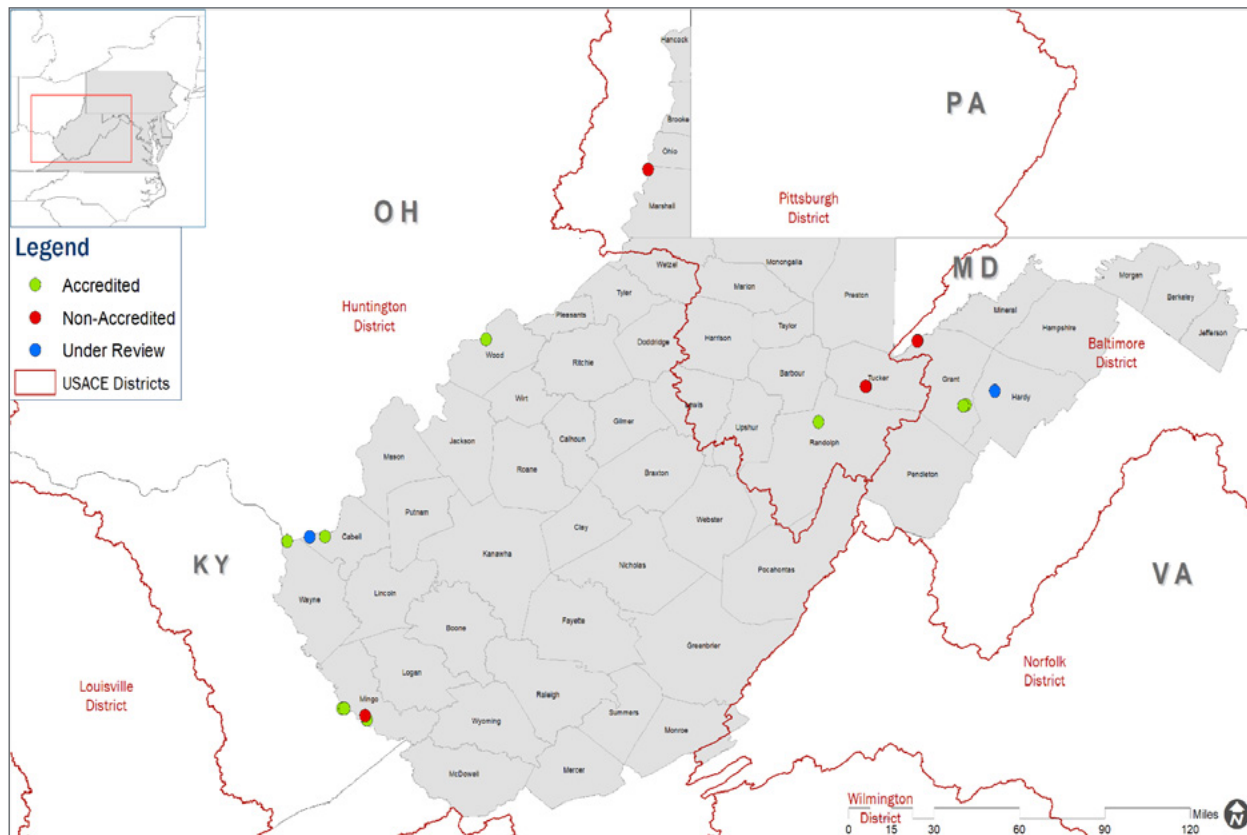 Hancock
PA
Brooke
Ohio
OH
Pittsburgh
District
Marshall
Legend
Accredited
Non-Accredited
Under Review
USACE Districts
MD
Wetzel
Monongalia
Morgan
Marion
Preston
Berkeley
Tyler
Mineral
Jefferson
Huntington
District
Pleasants
Taylor
Hampshire
Wood
Doddridge
Harrison
Baltimore
District
Ritchie
Barbour
Tucker
Grant
Hardy
Wirt
Lewis
Gilmer
Upshur
Randolph
Jackson
Calhoun
Mason
Roane
Braxton
Pendleton
Putnam
Webster
Clay
Cabell
Kanawha
Nicholas
Pocahontas
KY
VA
Wayne
Lincoln
Fayette
Boone
Greenbrier
Logan
Norfolk
District
Louisville
District
Mingo
Raleigh
Summers
Wyoming
Monroe
McDowell
Mercer
Wilmington
District
Miles
0 15 30 60 90 120
N